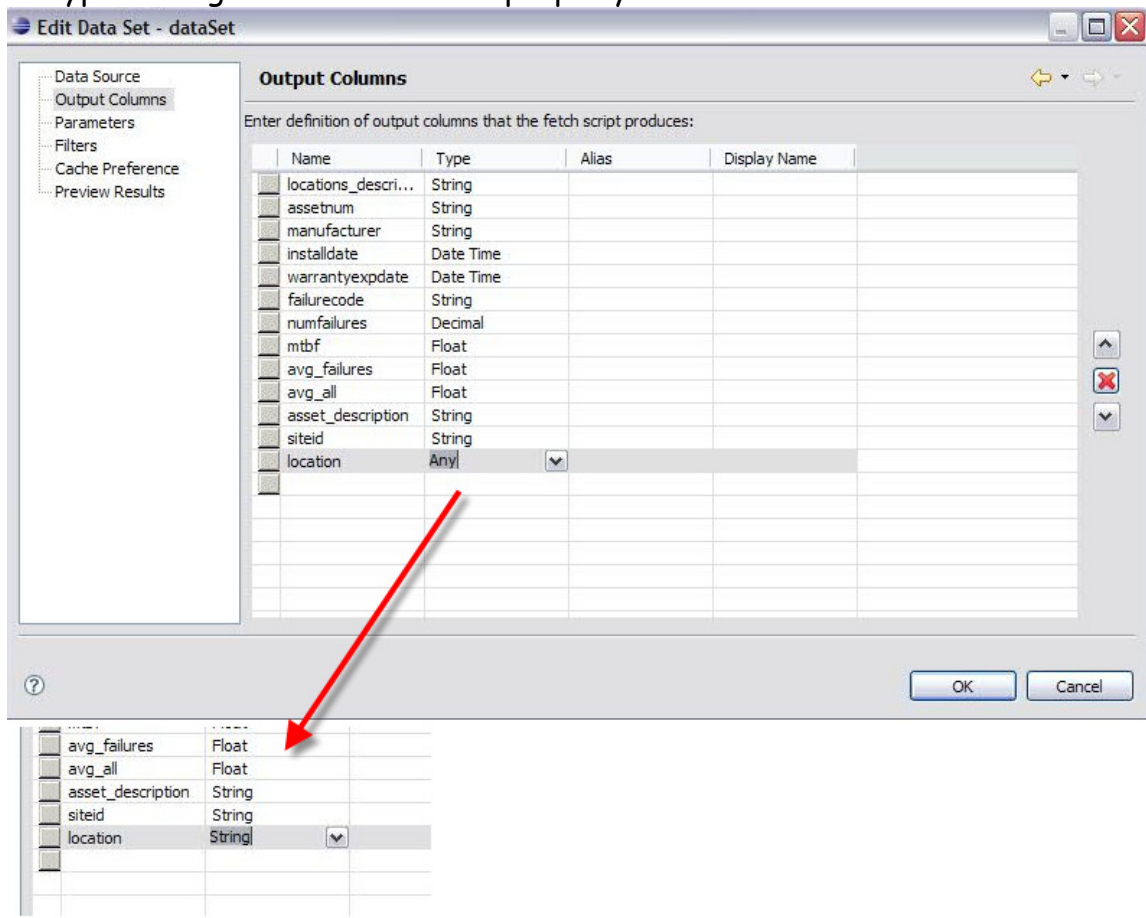 Edit Data Set - dataSet
Data Source
Output Columns
Parameters
Filters
Cache Preference
Preview Results
Output Columns
Enter definition of output columns that the fetch script produces:
Name Type Alias Display Name
locations_descri... String
assetnum String
manufacturer String
installdate Date Time
warrantyexpdate Date Time
failurecode String
numfailures Decimal
mtbf Float
avg_failures Float
avg_all Float
asset_description String
siteid String
location Any
OK Cancel
avg_failures Float
avg_all Float
asset_description String
siteid String
location String